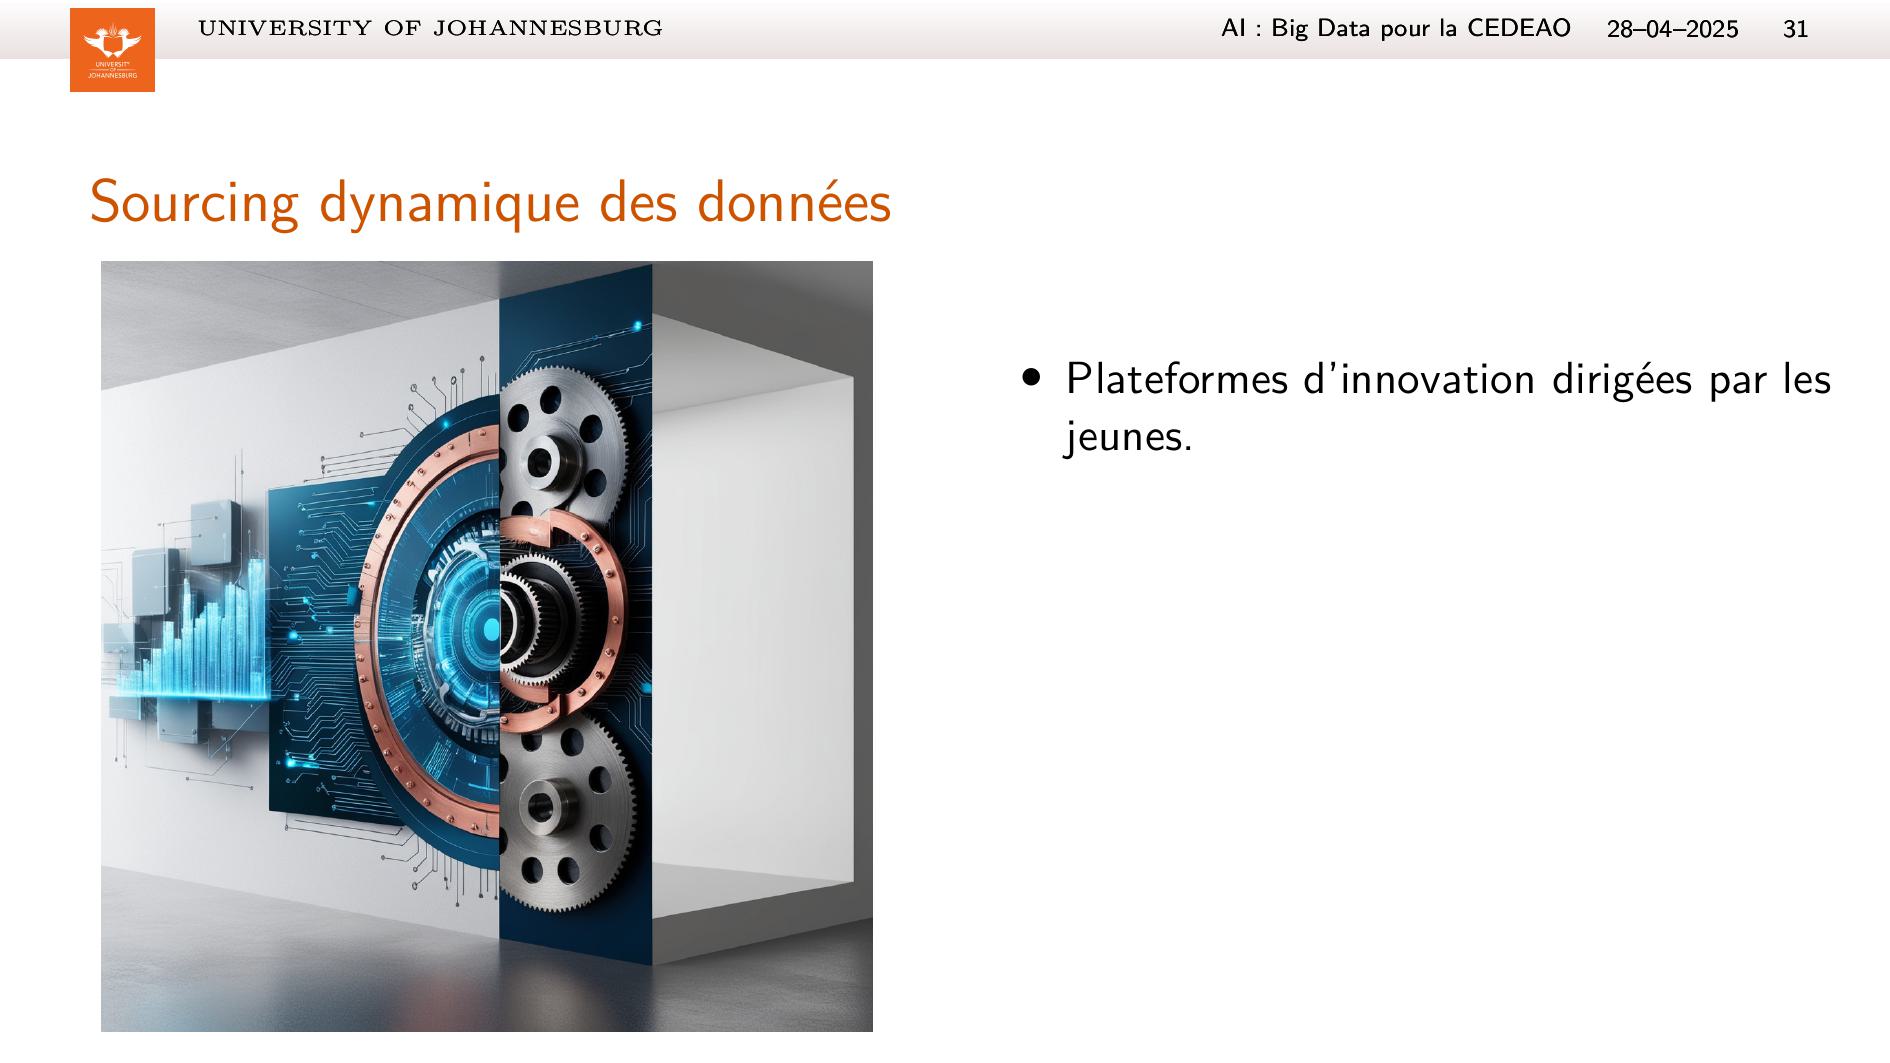 UNIVERSITY OF JOHANNESBURG
AI : Big Data pour la CEDEAO 28–04–2025 31
UNIVERSITY
OF
JOHANNESBURG
Sourcing dynamique des données
• Plateformes d'innovation dirigées par les
jeunes.